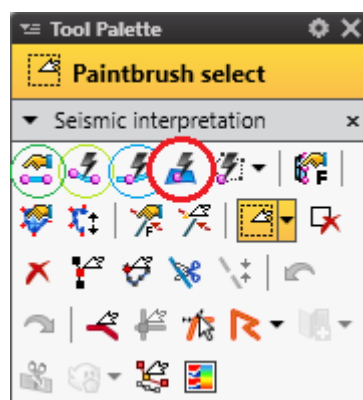 Tool Palette
Paintbrush select
Seismic interpretation
F
F